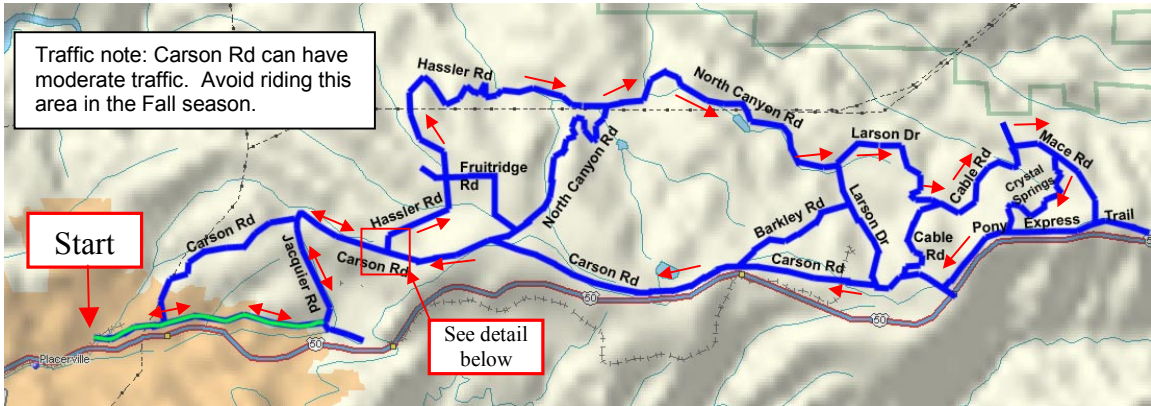 Traffic note: Carson Rd can have
moderate traffic. Avoid riding this
area in the Fall season.
Hassler Rd
North Canyon Rd
Larson Dr
Mace Rd
Cable Rd
Crystal
Springs
Fruitridge
Rd
North Canyon Rd
Hassler Rd
Carson Rd
Jacquier Rd
Start
Barkley Rd
Larson Dr
Cable
Rd
Pony Express Trail
Carson Rd
Carson Rd
Carson Rd
See detail
below
50
50
50
50
Placerville